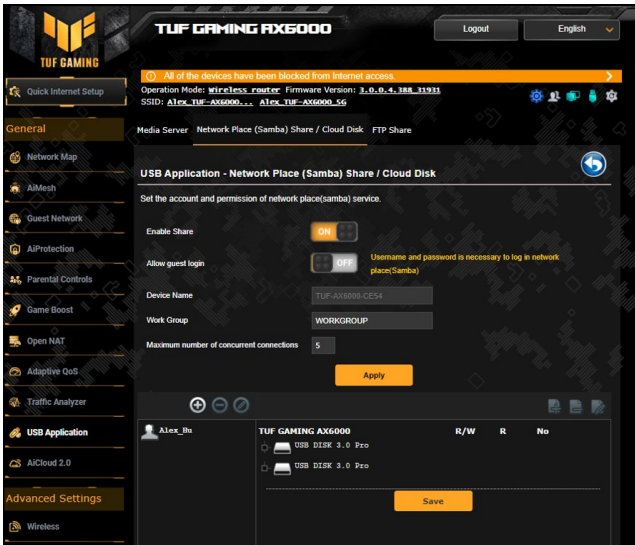 TUF GAMING AX6000
Logout
English
TUF GAMING
All of the devices have been blocked from Internet access.
Quick Internet Setup
Operation Mode: Wireless router Firmware Version: 3.0.0.4.388_31931
SSID: Alex_TUF-AX6000... Alex_TUF-AX6000_5G
General
Media Server Network Place (Samba) Share / Cloud Disk FTP Share
Network Map
USB Application - Network Place (Samba) Share / Cloud Disk
AiMesh
Set the account and permission of network place(samba) service.
Guest Network
Enable Share ON
AiProtection
Allow guest login OFF Username and password is necessary to log in network
place(Samba)
Parental Controls
Device Name TUF-AX6000-CE54
Game Boost
Work Group WORKGROUP
Open NAT
Maximum number of concurrent connections 5
Adaptive QoS
Apply
Traffic Analyzer
USB Application
Alex_Hu
TUF GAMING AX6000 R/W R No
USB DISK 3.0 Pro
USB DISK 3.0 Pro
AiCloud 2.0
Advanced Settings
Save
Wireless